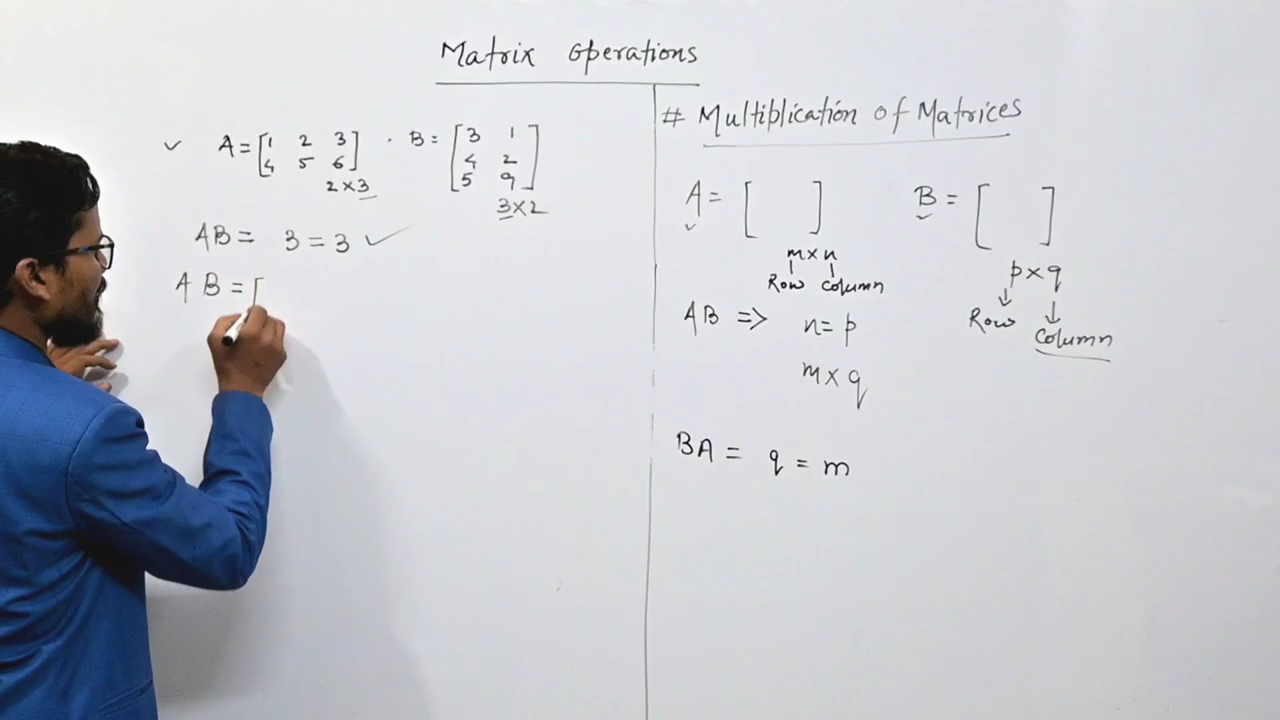 Matrix Operations
✓ A = [1 2 3
4 5 6] 2×3 . B = [3 1
4 2
5 9] 3×2
AB = 3 = 3 ✓
AB = [
# Multiplication of Matrices
A = [ ] B = [ ]
m×n
Row Column
p×q
Row Column
AB => n = p
m×q
BA = q = m